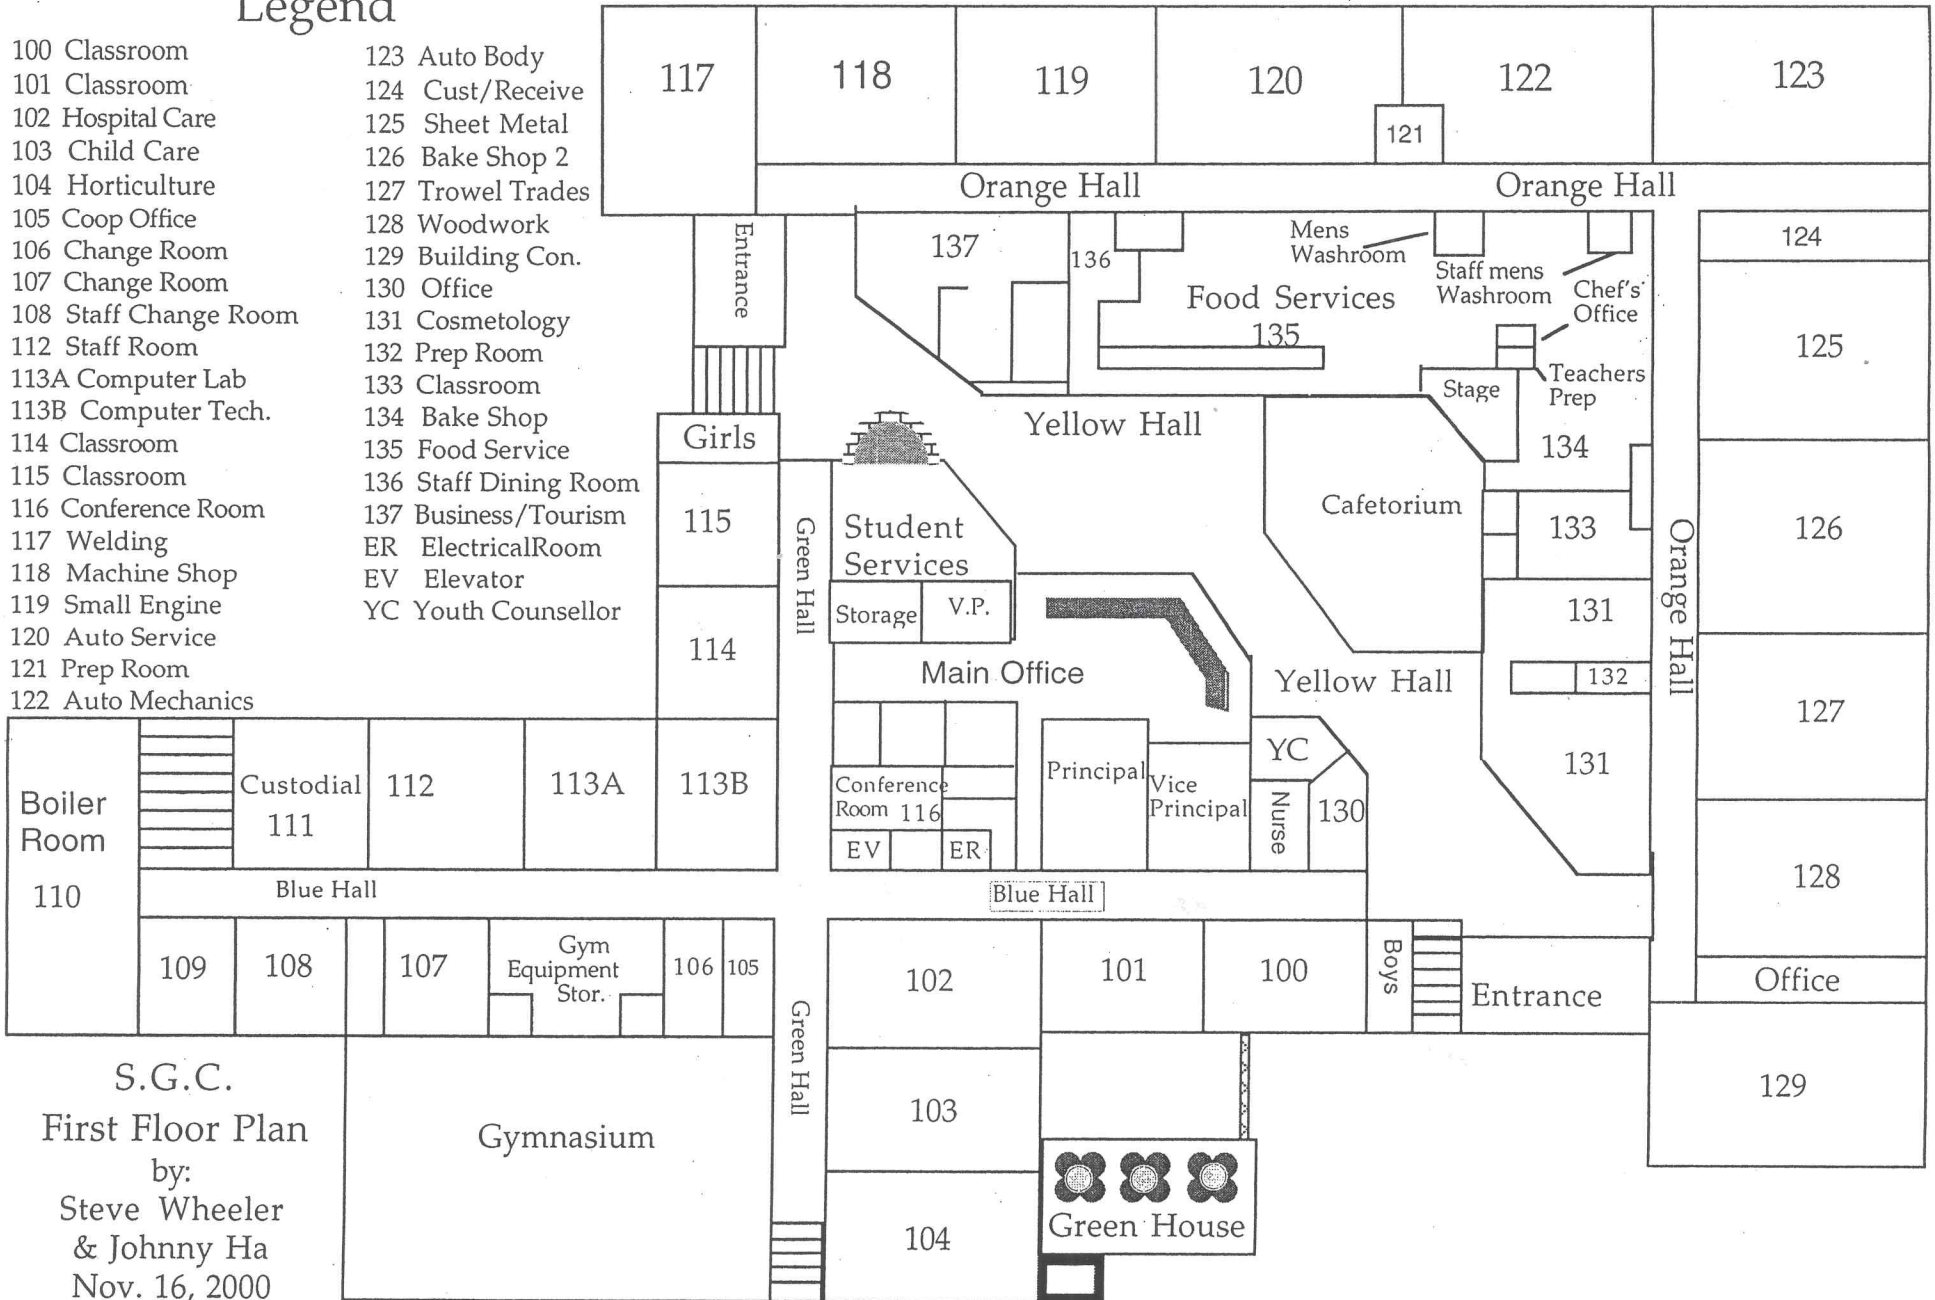 Legend
100 Classroom
101 Classroom
102 Hospital Care
103 Child Care
104 Horticulture
105 Coop Office
106 Change Room
107 Change Room
108 Staff Change Room
112 Staff Room
113A Computer Lab
113B Computer Tech.
114 Classroom
115 Classroom
116 Conference Room
117 Welding
118 Machine Shop
119 Small Engine
120 Auto Service
121 Prep Room
122 Auto Mechanics
123 Auto Body
124 Cust/Receive
125 Sheet Metal
126 Bake Shop 2
127 Trowel Trades
128 Woodwork
129 Building Con.
130 Office
131 Cosmetology
132 Prep Room
133 Classroom
134 Bake Shop
135 Food Service
136 Staff Dining Room
137 Business/Tourism
ER ElectricalRoom
EV Elevator
YC Youth Counsellor
117
118
119
120
121
122
123
Orange Hall
Orange Hall
Entrance
137
136
Mens
Washroom
Staff mens
Washroom
Chef's
Office
Food Services
135
Teachers
Prep
Stage
134
124
125
Girls
Yellow Hall
115
Green Hall
Student
Services
Cafetorium
133
Orange Hall
126
Storage
V.P.
131
114
Main Office
Yellow Hall
132
127
Boiler
Room
110
Custodial
111
112
113A
113B
Conference
Room 116
EV
ER
Principal
Vice
Principal
YC
Nurse
130
131
128
Blue Hall
Blue Hall
109
108
107
Gym
Equipment
Stor.
106
105
102
101
100
Boys
Entrance
Office
Green Hall
103
129
Gymnasium
104
Green House
S.G.C.
First Floor Plan
by:
Steve Wheeler
& Johnny Ha
Nov. 16, 2000